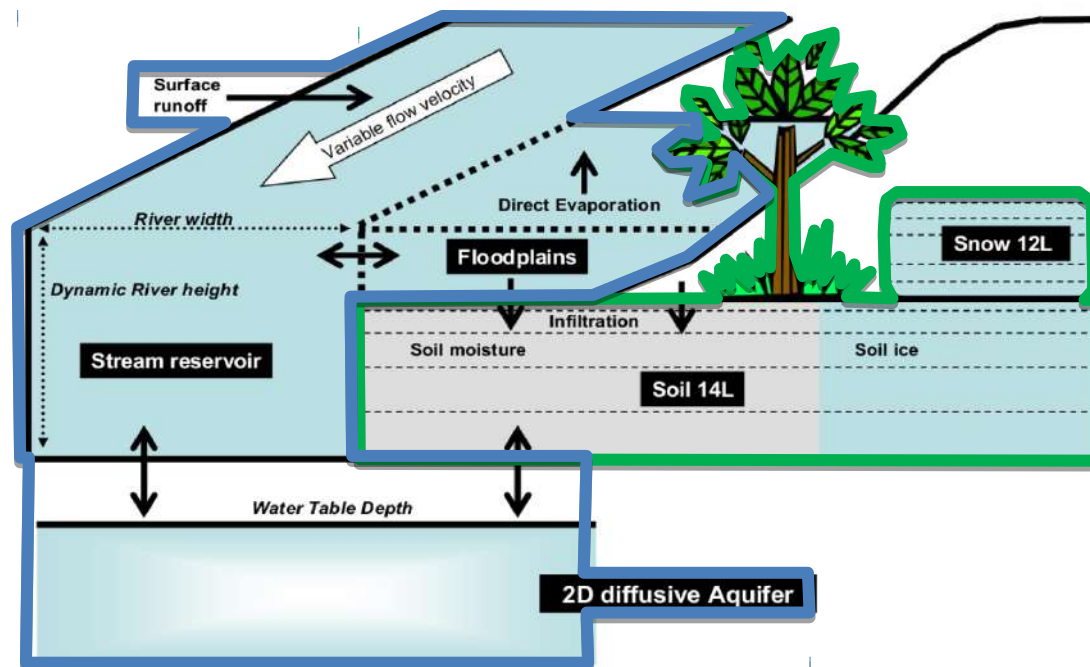 Surface
runoff
Variable flow velocity
River width
Direct Evaporation
Floodplains
Snow 12L
Dynamic River height
Infiltration
Soil moisture
Soil ice
Stream reservoir
Soil 14L
Water Table Depth
2D diffusive Aquifer